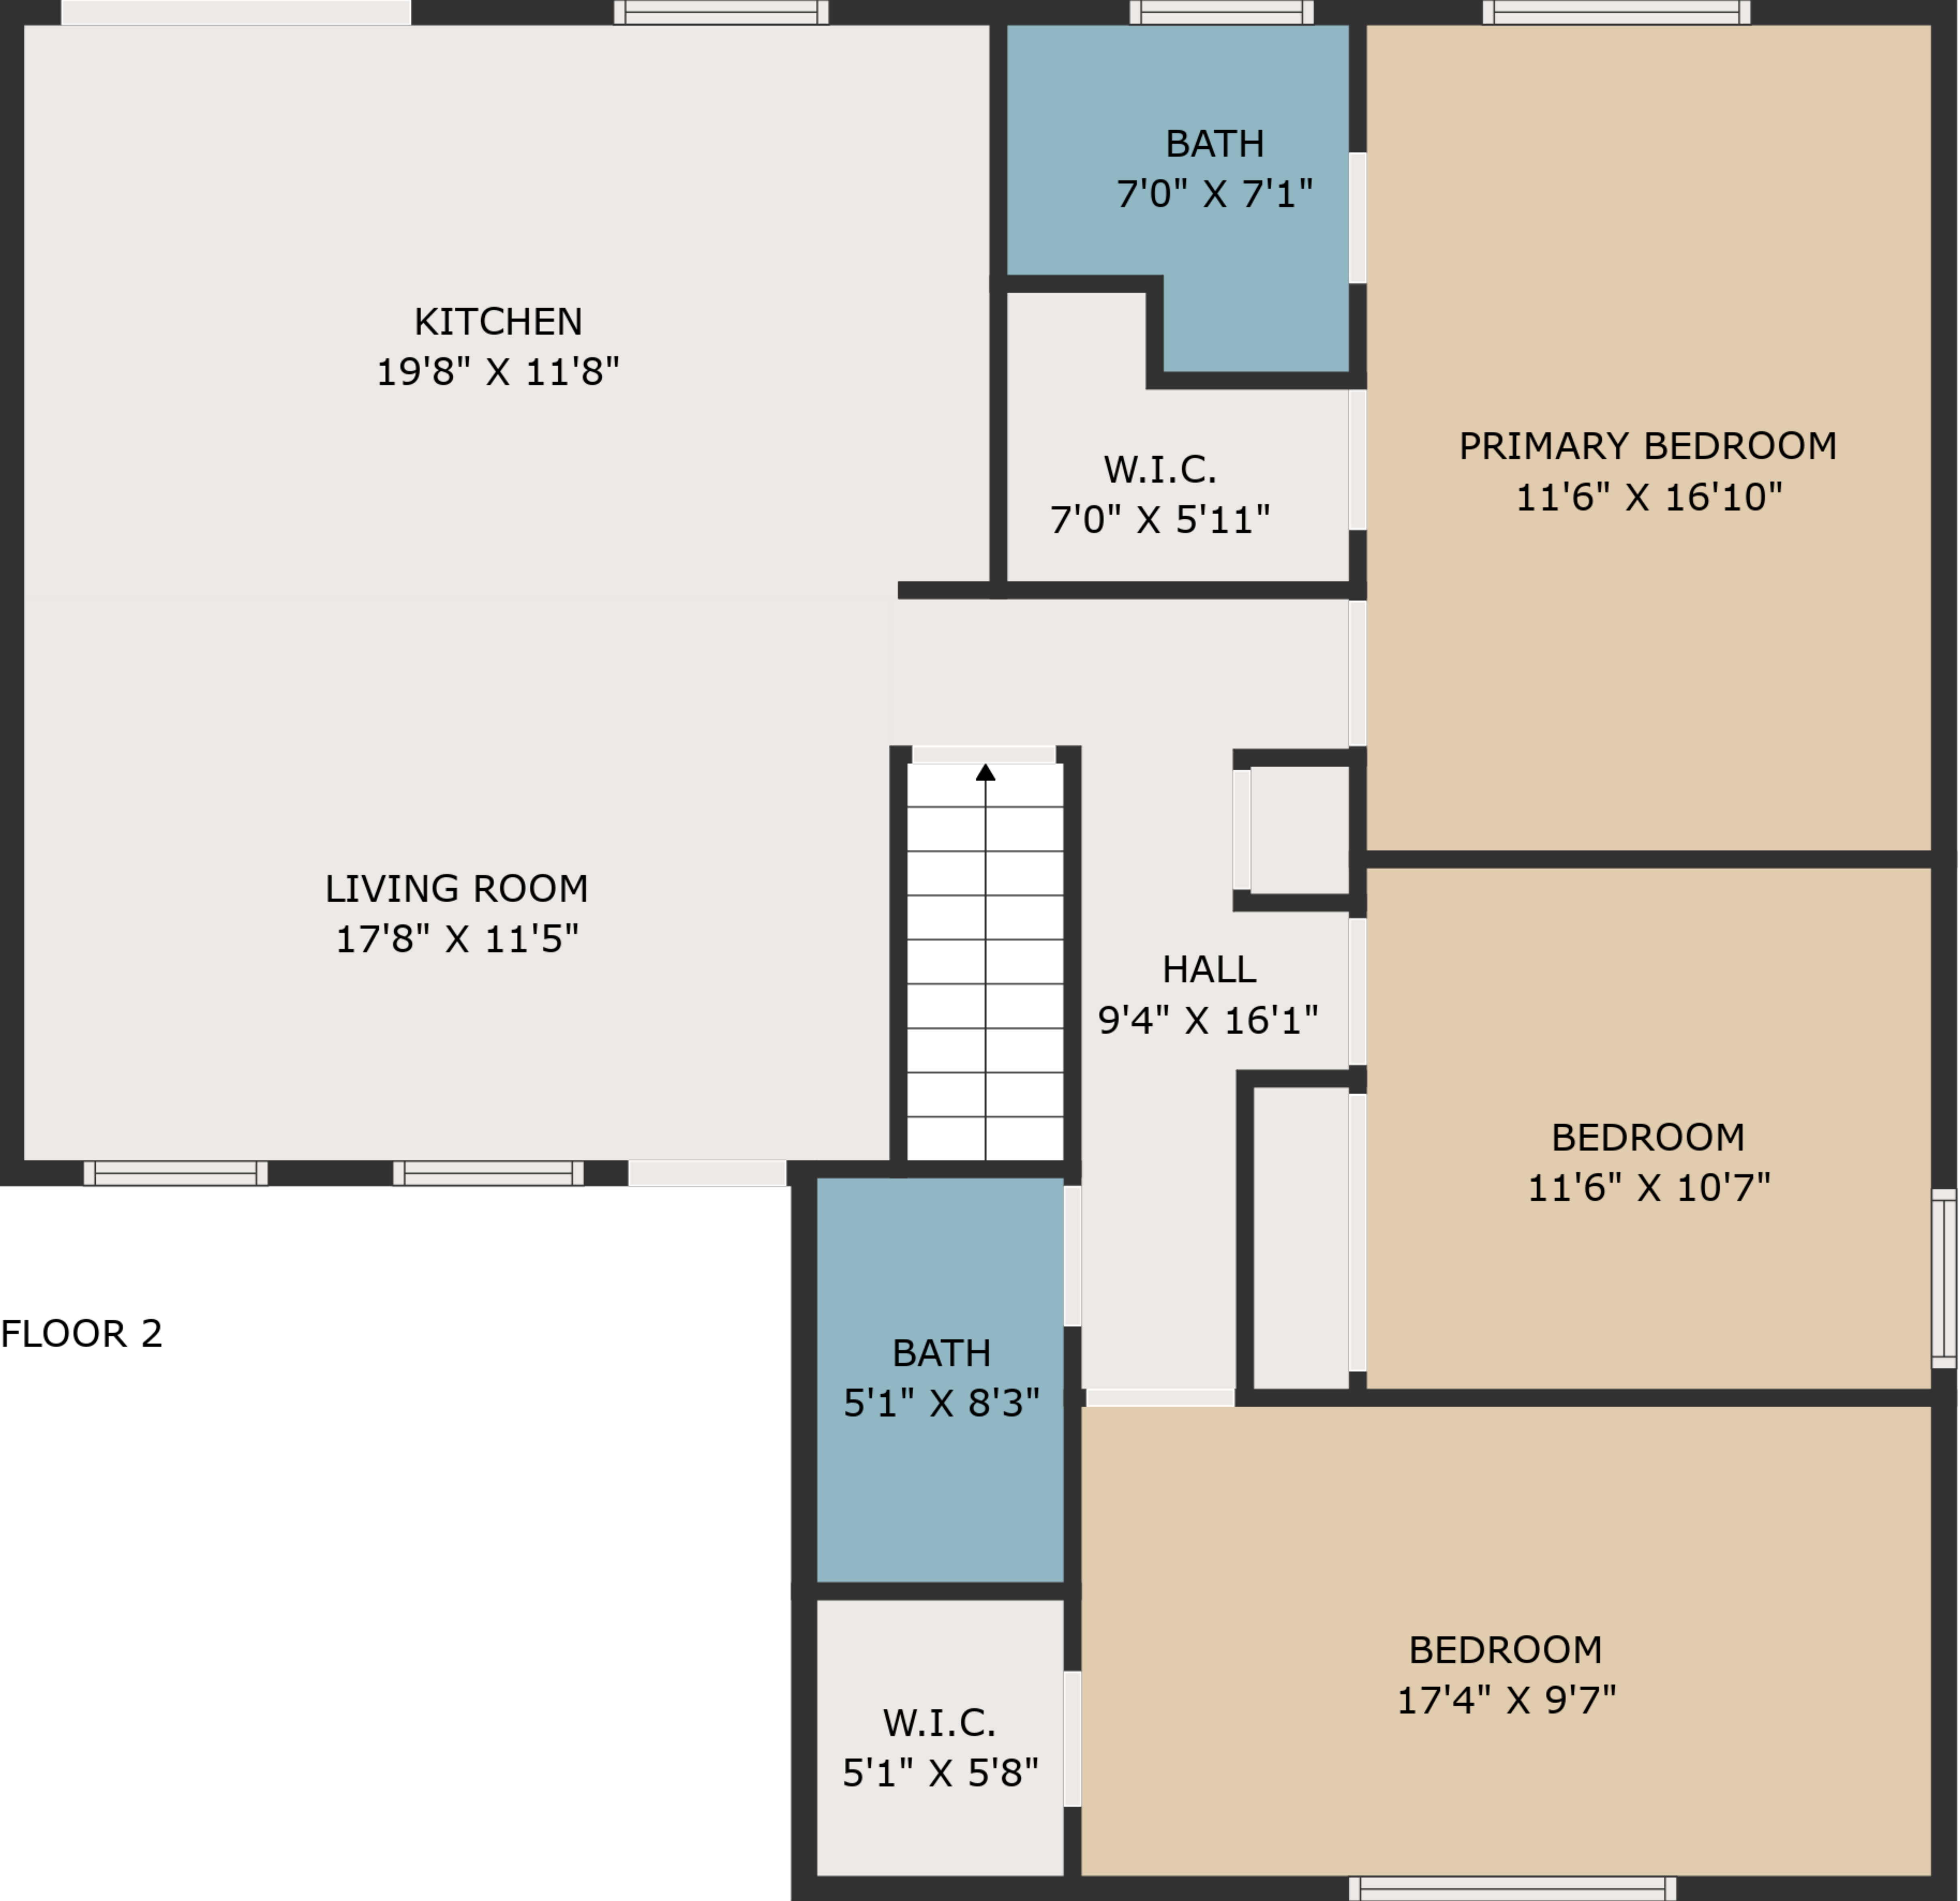 BATH
7'0" X 7'1"
KITCHEN
19'8" X 11'8"
W.I.C.
7'0" X 5'11"
PRIMARY BEDROOM
11'6" X 16'10"
LIVING ROOM
17'8" X 11'5"
HALL
9'4" X 16'1"
BEDROOM
11'6" X 10'7"
FLOOR 2
BATH
5'1" X 8'3"
BEDROOM
17'4" X 9'7"
W.I.C.
5'1" X 5'8"